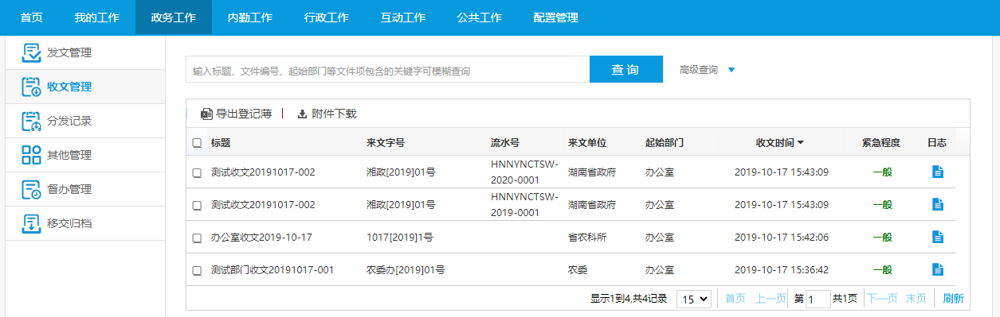 首页 我的工作 政务工作 内勤工作 行政工作 互动工作 公共工作 配置管理
发文管理
收文管理
分发记录
其他管理
督办管理
移交归档
输入标题、文件编号、起始部门等文件项包含的关键字可模糊查询 查 询 高级查询
导出登记薄 附件下载
标题 来文字号 流水号 来文单位 起始部门 收文时间 紧急程度 日志
测试收文20191017-002 湘政[2019]01号 HNNYNCTSW-2020-0001 湖南省政府 办公室 2019-10-17 15:43:09 一般
测试收文20191017-002 湘政[2019]01号 HNNYNCTSW-2019-0001 湖南省政府 办公室 2019-10-17 15:43:09 一般
办公室收文2019-10-17 1017[2019]1号 省农科所 办公室 2019-10-17 15:42:06 一般
测试部门收文20191017-001 农委办[2019]01号 农委 办公室 2019-10-17 15:36:42 一般
显示1到4,共4记录 15 首页 上一页 第 1 共1页 下一页 末页 刷新